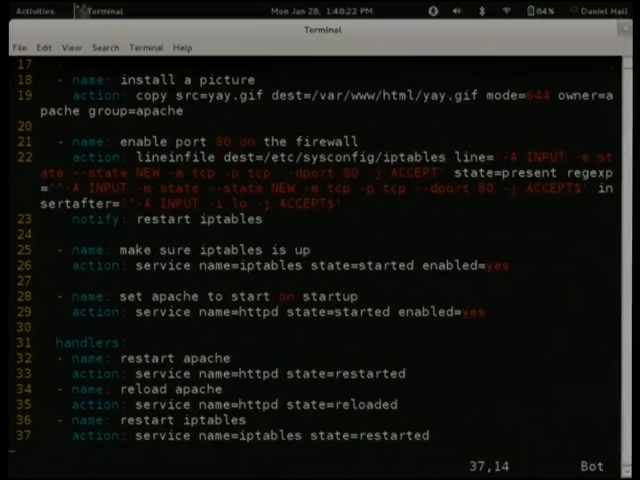 Activities Terminal Mon Jan 28, 1:48:22 PM 84% Daniel Hall
Terminal
File Edit View Search Terminal Help
17
18 - name: install a picture
19 action: copy src=yay.gif dest=/var/www/html/yay.gif mode=644 owner=a
pache group=apache
20
21 - name: enable port 80 on the firewall
22 action: lineinfile dest=/etc/sysconfig/iptables line='-A INPUT -m st
ate --state NEW -m tcp -p tcp --dport 80 -j ACCEPT' state=present regexp
='^-A INPUT -m state --state NEW -m tcp -p tcp --dport 80 -j ACCEPT$' in
sertafter='^-A INPUT -i lo -j ACCEPT$'
23 notify: restart iptables
24
25 - name: make sure iptables is up
26 action: service name=iptables state=started enabled=yes
27
28 - name: set apache to start on startup
29 action: service name=httpd state=started enabled=yes
30
31 handlers:
32 - name: restart apache
33 action: service name=httpd state=restarted
34 - name: reload apache
35 action: service name=httpd state=reloaded
36 - name: restart iptables
37 action: service name=iptables state=restarted
~
37,14 Bot